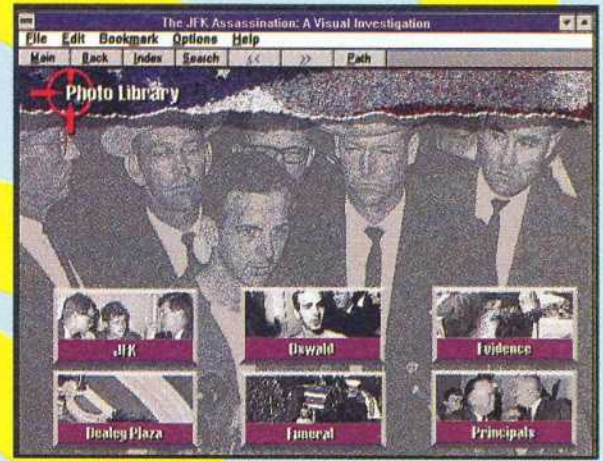 The JFK Assassination: A Visual Investigation
File Edit Bookmark Options Help
Main Back Index Search << >> Path
Photo Library
JFK Oswald Evidence
Dealey Plaza Funeral Principals